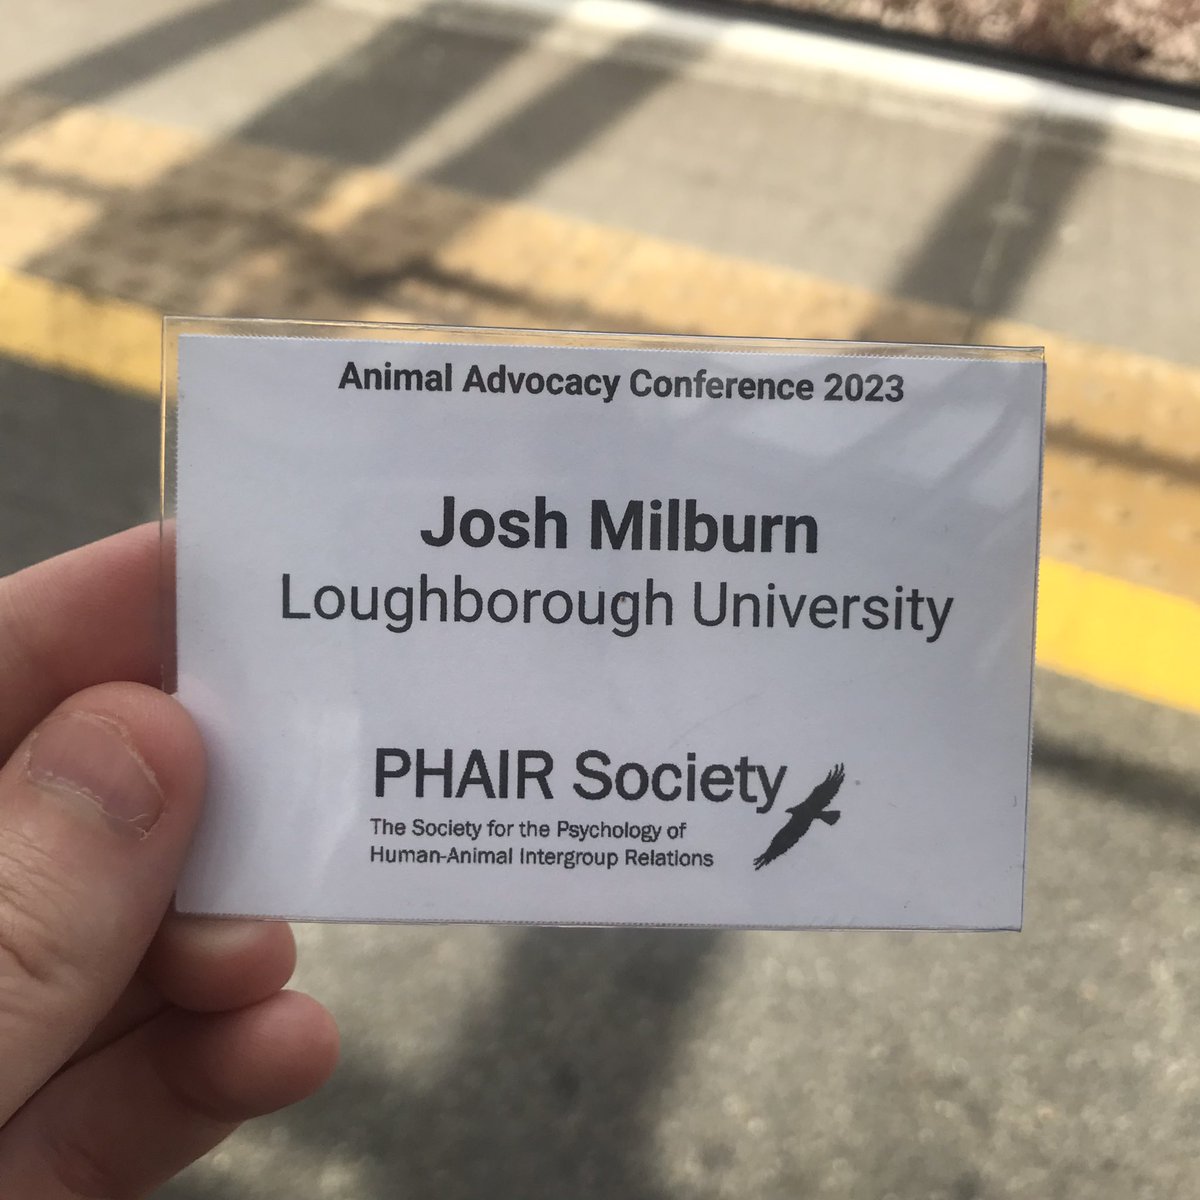 Animal Advocacy Conference 2023
Josh Milburn
Loughborough University
PHAIR Society
The Society for the Psychology of
Human-Animal Intergroup Relations